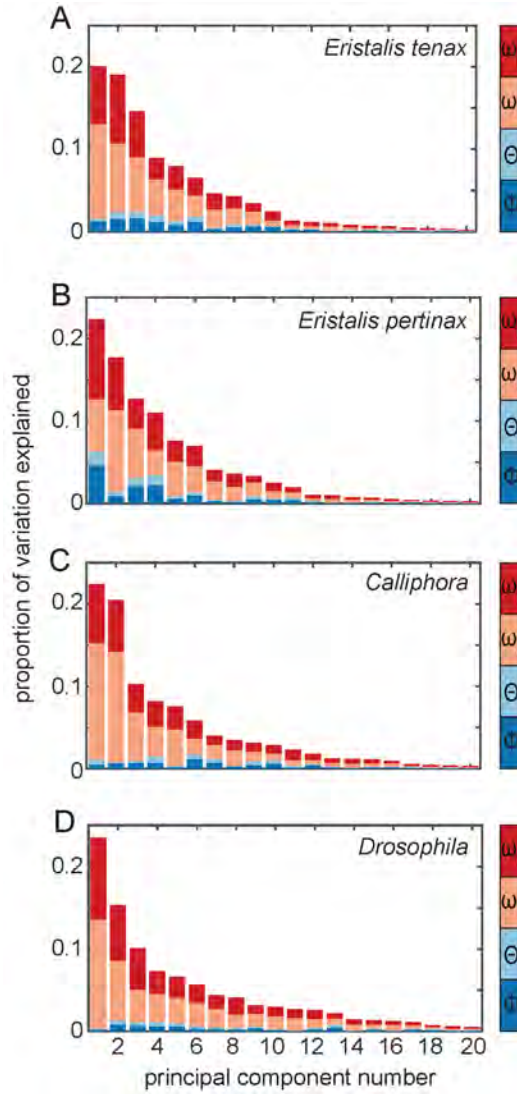 A
Eristalis tenax
0.2
0.1
0
ω
ω
Θ
Φ
B
Eristalis pertinax
0.2
0.1
0
ω
ω
Θ
Φ
proportion of variation explained
C
Calliphora
0.2
0.1
0
ω
ω
Θ
Φ
D
Drosophila
0.2
0.1
0
ω
ω
Θ
Φ
2 4 6 8 10 12 14 16 18 20
principal component number